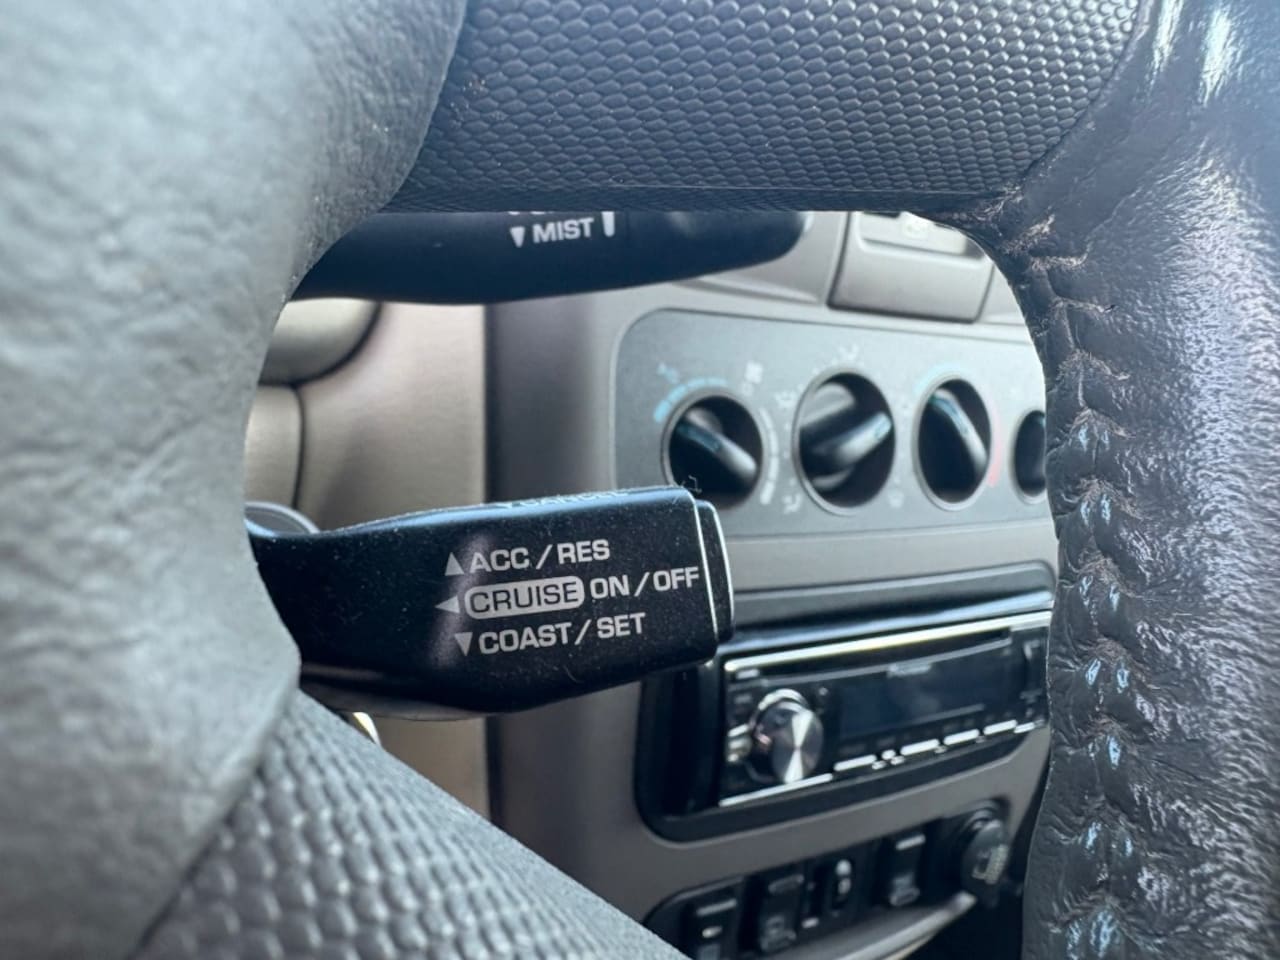 ▼MIST
▲ACC / RES
◀CRUISE ON / OFF
▼COAST / SET